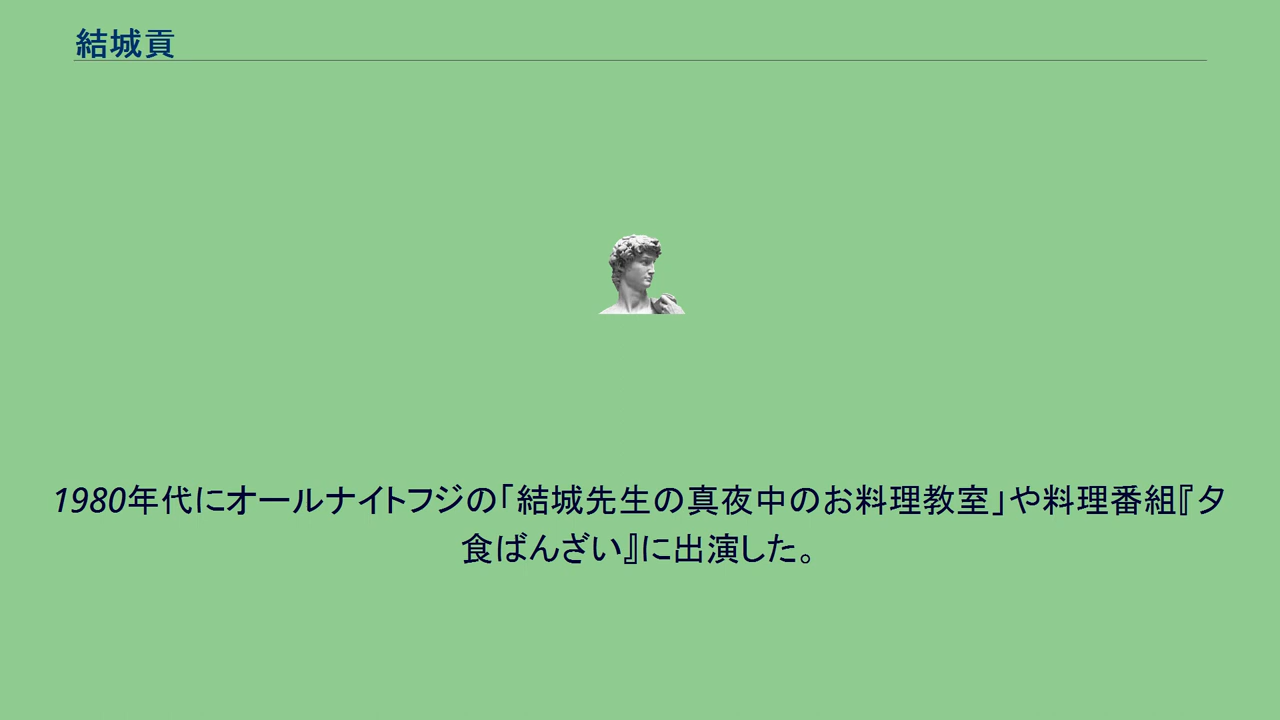 結城貢
1980年代にオールナイトフジの「結城先生の真夜中のお料理教室」や料理番組『夕
食ばんざい』に出演した。